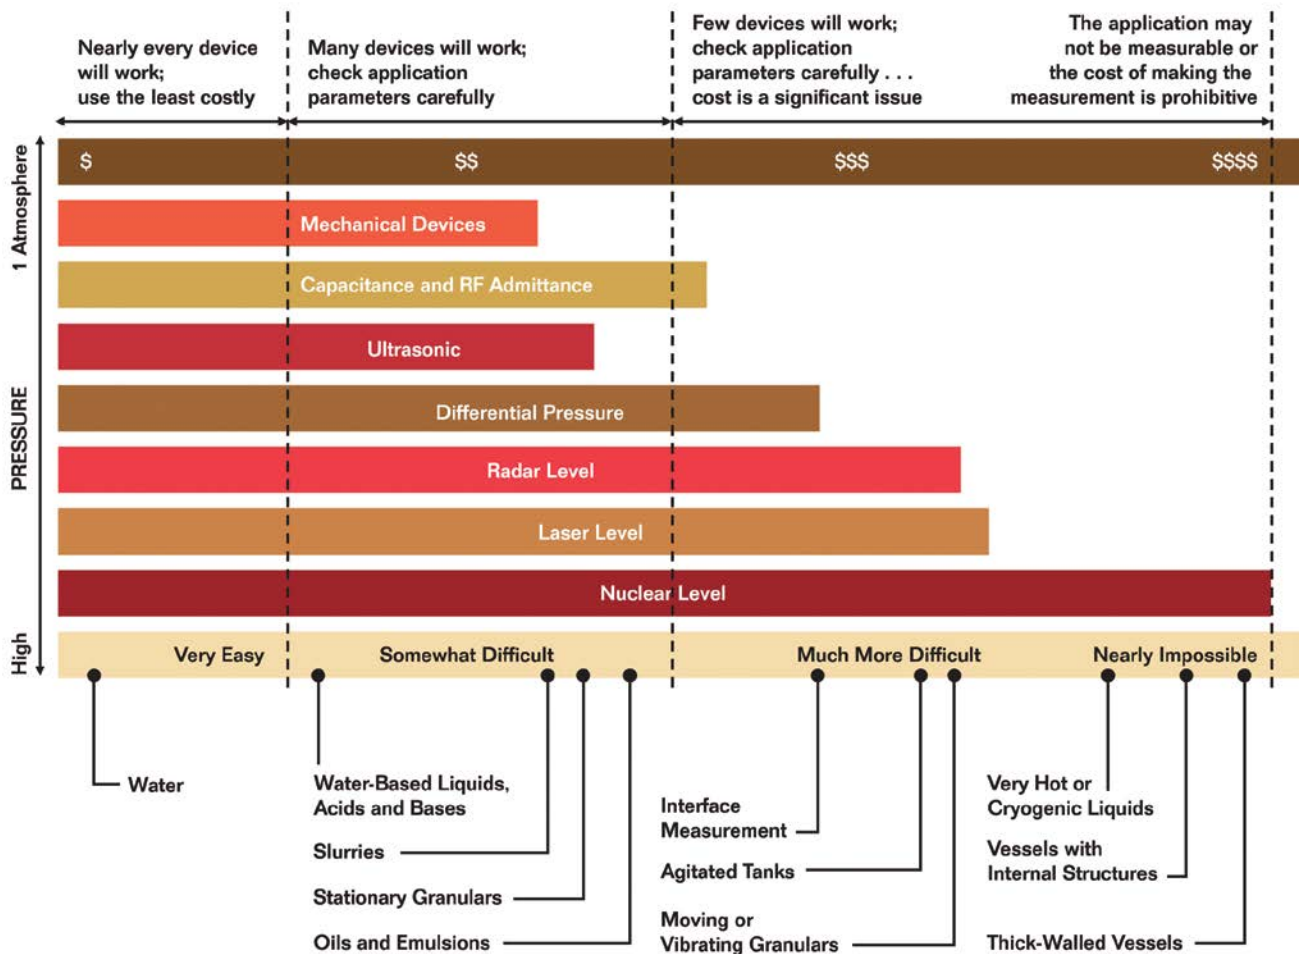 Nearly every device
will work;
use the least costly
Many devices will work;
check application
parameters carefully
Few devices will work;
check application
parameters carefully . . .
cost is a significant issue
The application may
not be measurable or
the cost of making the
measurement is prohibitive
1 Atmosphere
PRESSURE
High
$ $$ $$$ $$$$
Mechanical Devices
Capacitance and RF Admittance
Ultrasonic
Differential Pressure
Radar Level
Laser Level
Nuclear Level
Very Easy Somewhat Difficult Much More Difficult Nearly Impossible
Water
Water-Based Liquids,
Acids and Bases
Slurries
Stationary Granulars
Oils and Emulsions
Interface
Measurement
Agitated Tanks
Moving or
Vibrating Granulars
Very Hot or
Cryogenic Liquids
Vessels with
Internal Structures
Thick-Walled Vessels